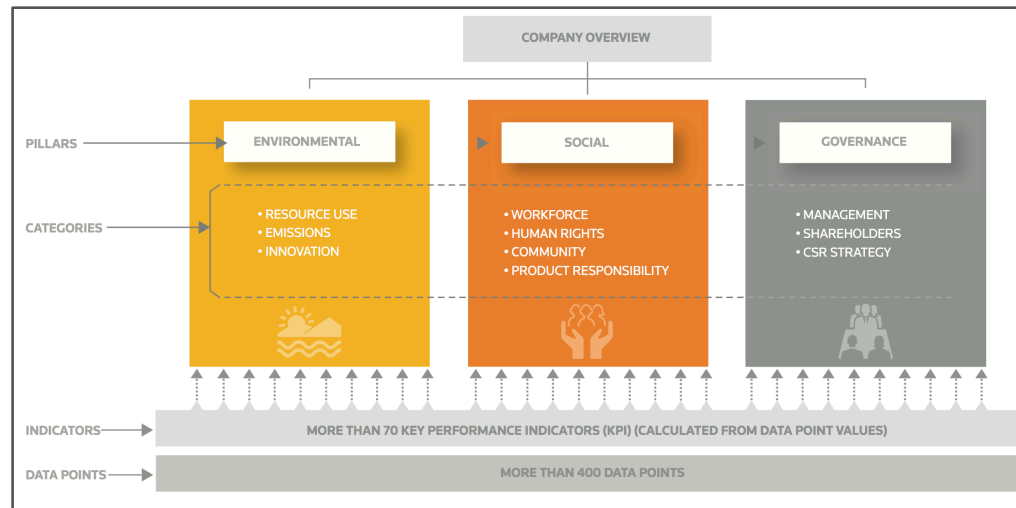 COMPANY OVERVIEW
PILLARS
ENVIRONMENTAL
SOCIAL
GOVERNANCE
CATEGORIES
• RESOURCE USE
• EMISSIONS
• INNOVATION
• WORKFORCE
• HUMAN RIGHTS
• COMMUNITY
• PRODUCT RESPONSIBILITY
• MANAGEMENT
• SHAREHOLDERS
• CSR STRATEGY
INDICATORS
MORE THAN 70 KEY PERFORMANCE INDICATORS (KPI) (CALCULATED FROM DATA POINT VALUES)
DATA POINTS
MORE THAN 400 DATA POINTS